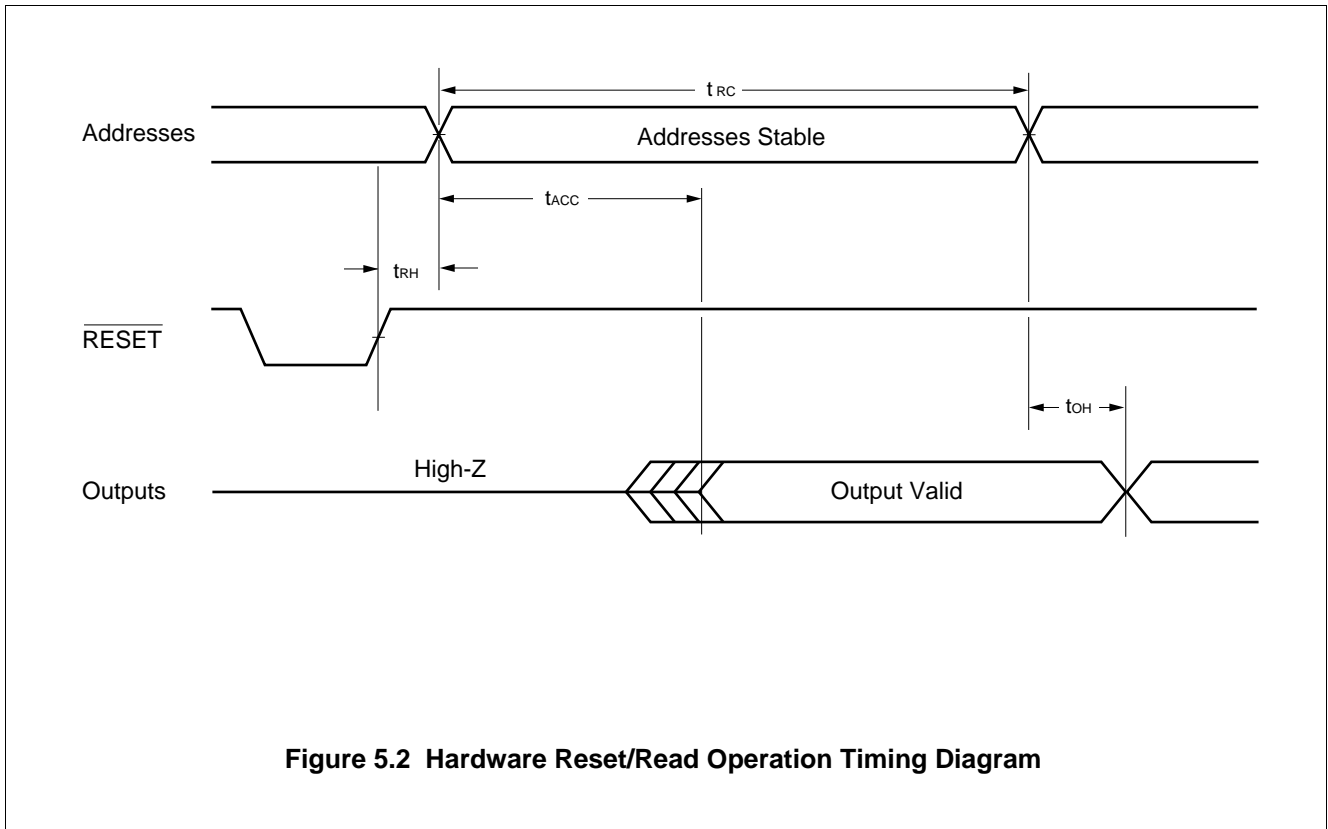 t RC
Addresses
Addresses Stable
tACC
tRH
RESET
tOH
High-Z
Outputs
Output Valid
Figure 5.2 Hardware Reset/Read Operation Timing Diagram